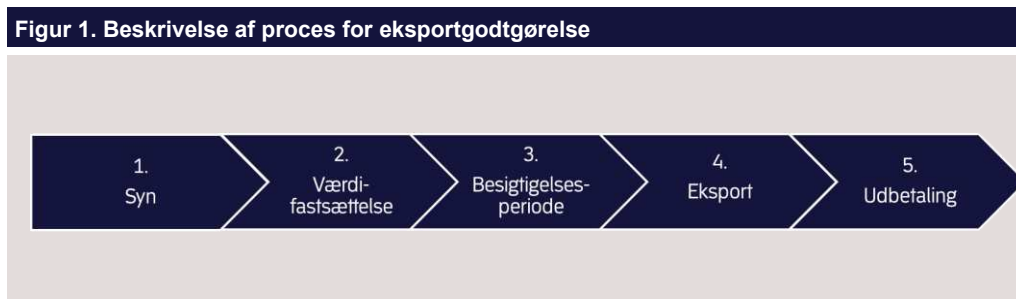 Figur 1. Beskrivelse af proces for eksportgodtgørelse
1.
Syn
2.
Værdi-
fastsættelse
3.
Besigtigelses-
periode
4.
Eksport
5.
Udbetaling